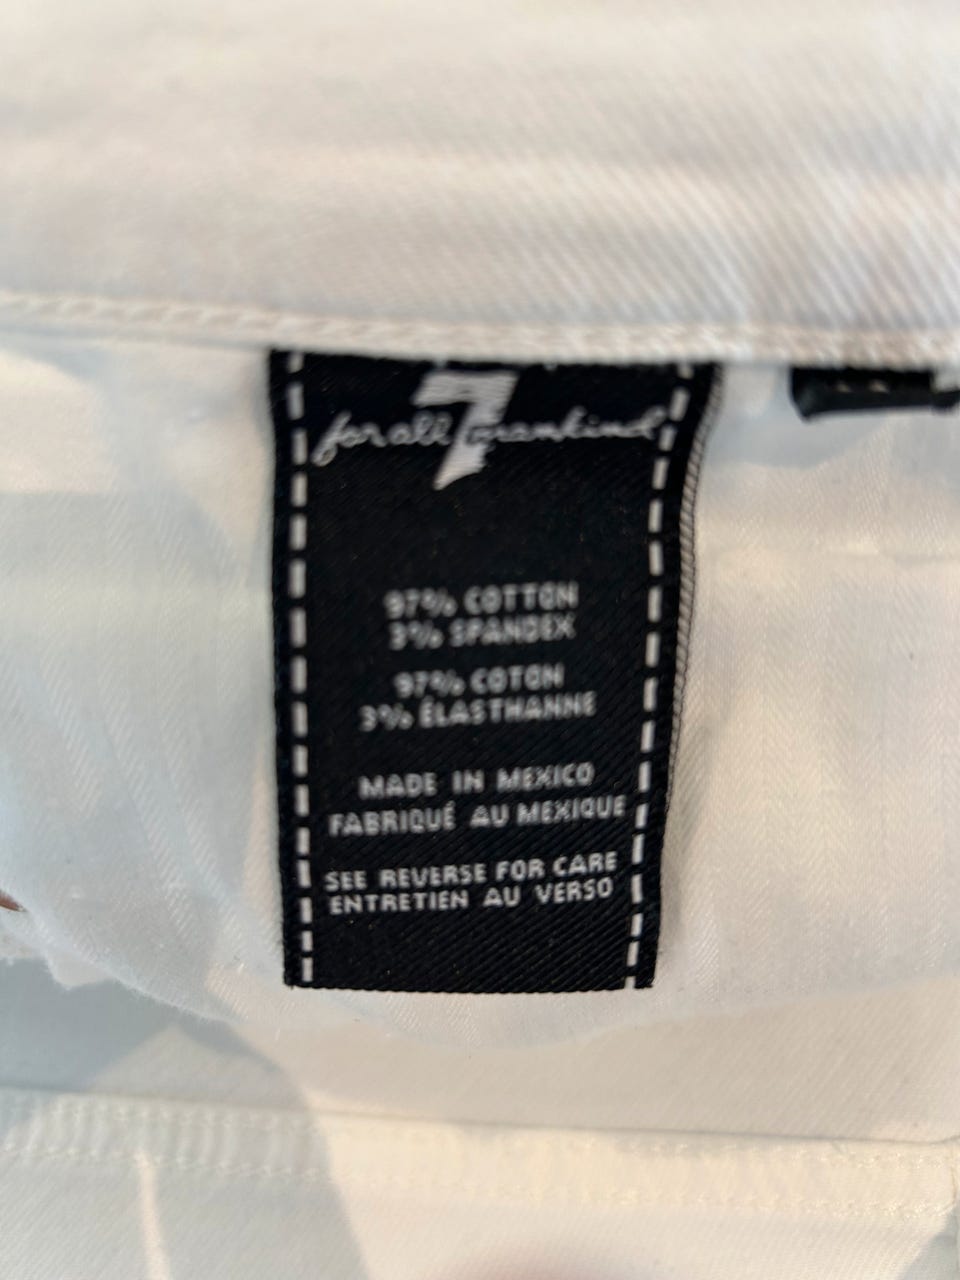 for all 7 mankind
97% COTTON
3% SPANDEX
97% COTON
3% ÉLASTHANNE
MADE IN MEXICO
FABRIQUÉ AU MEXIQUE
SEE REVERSE FOR CARE
ENTRETIEN AU VERSO